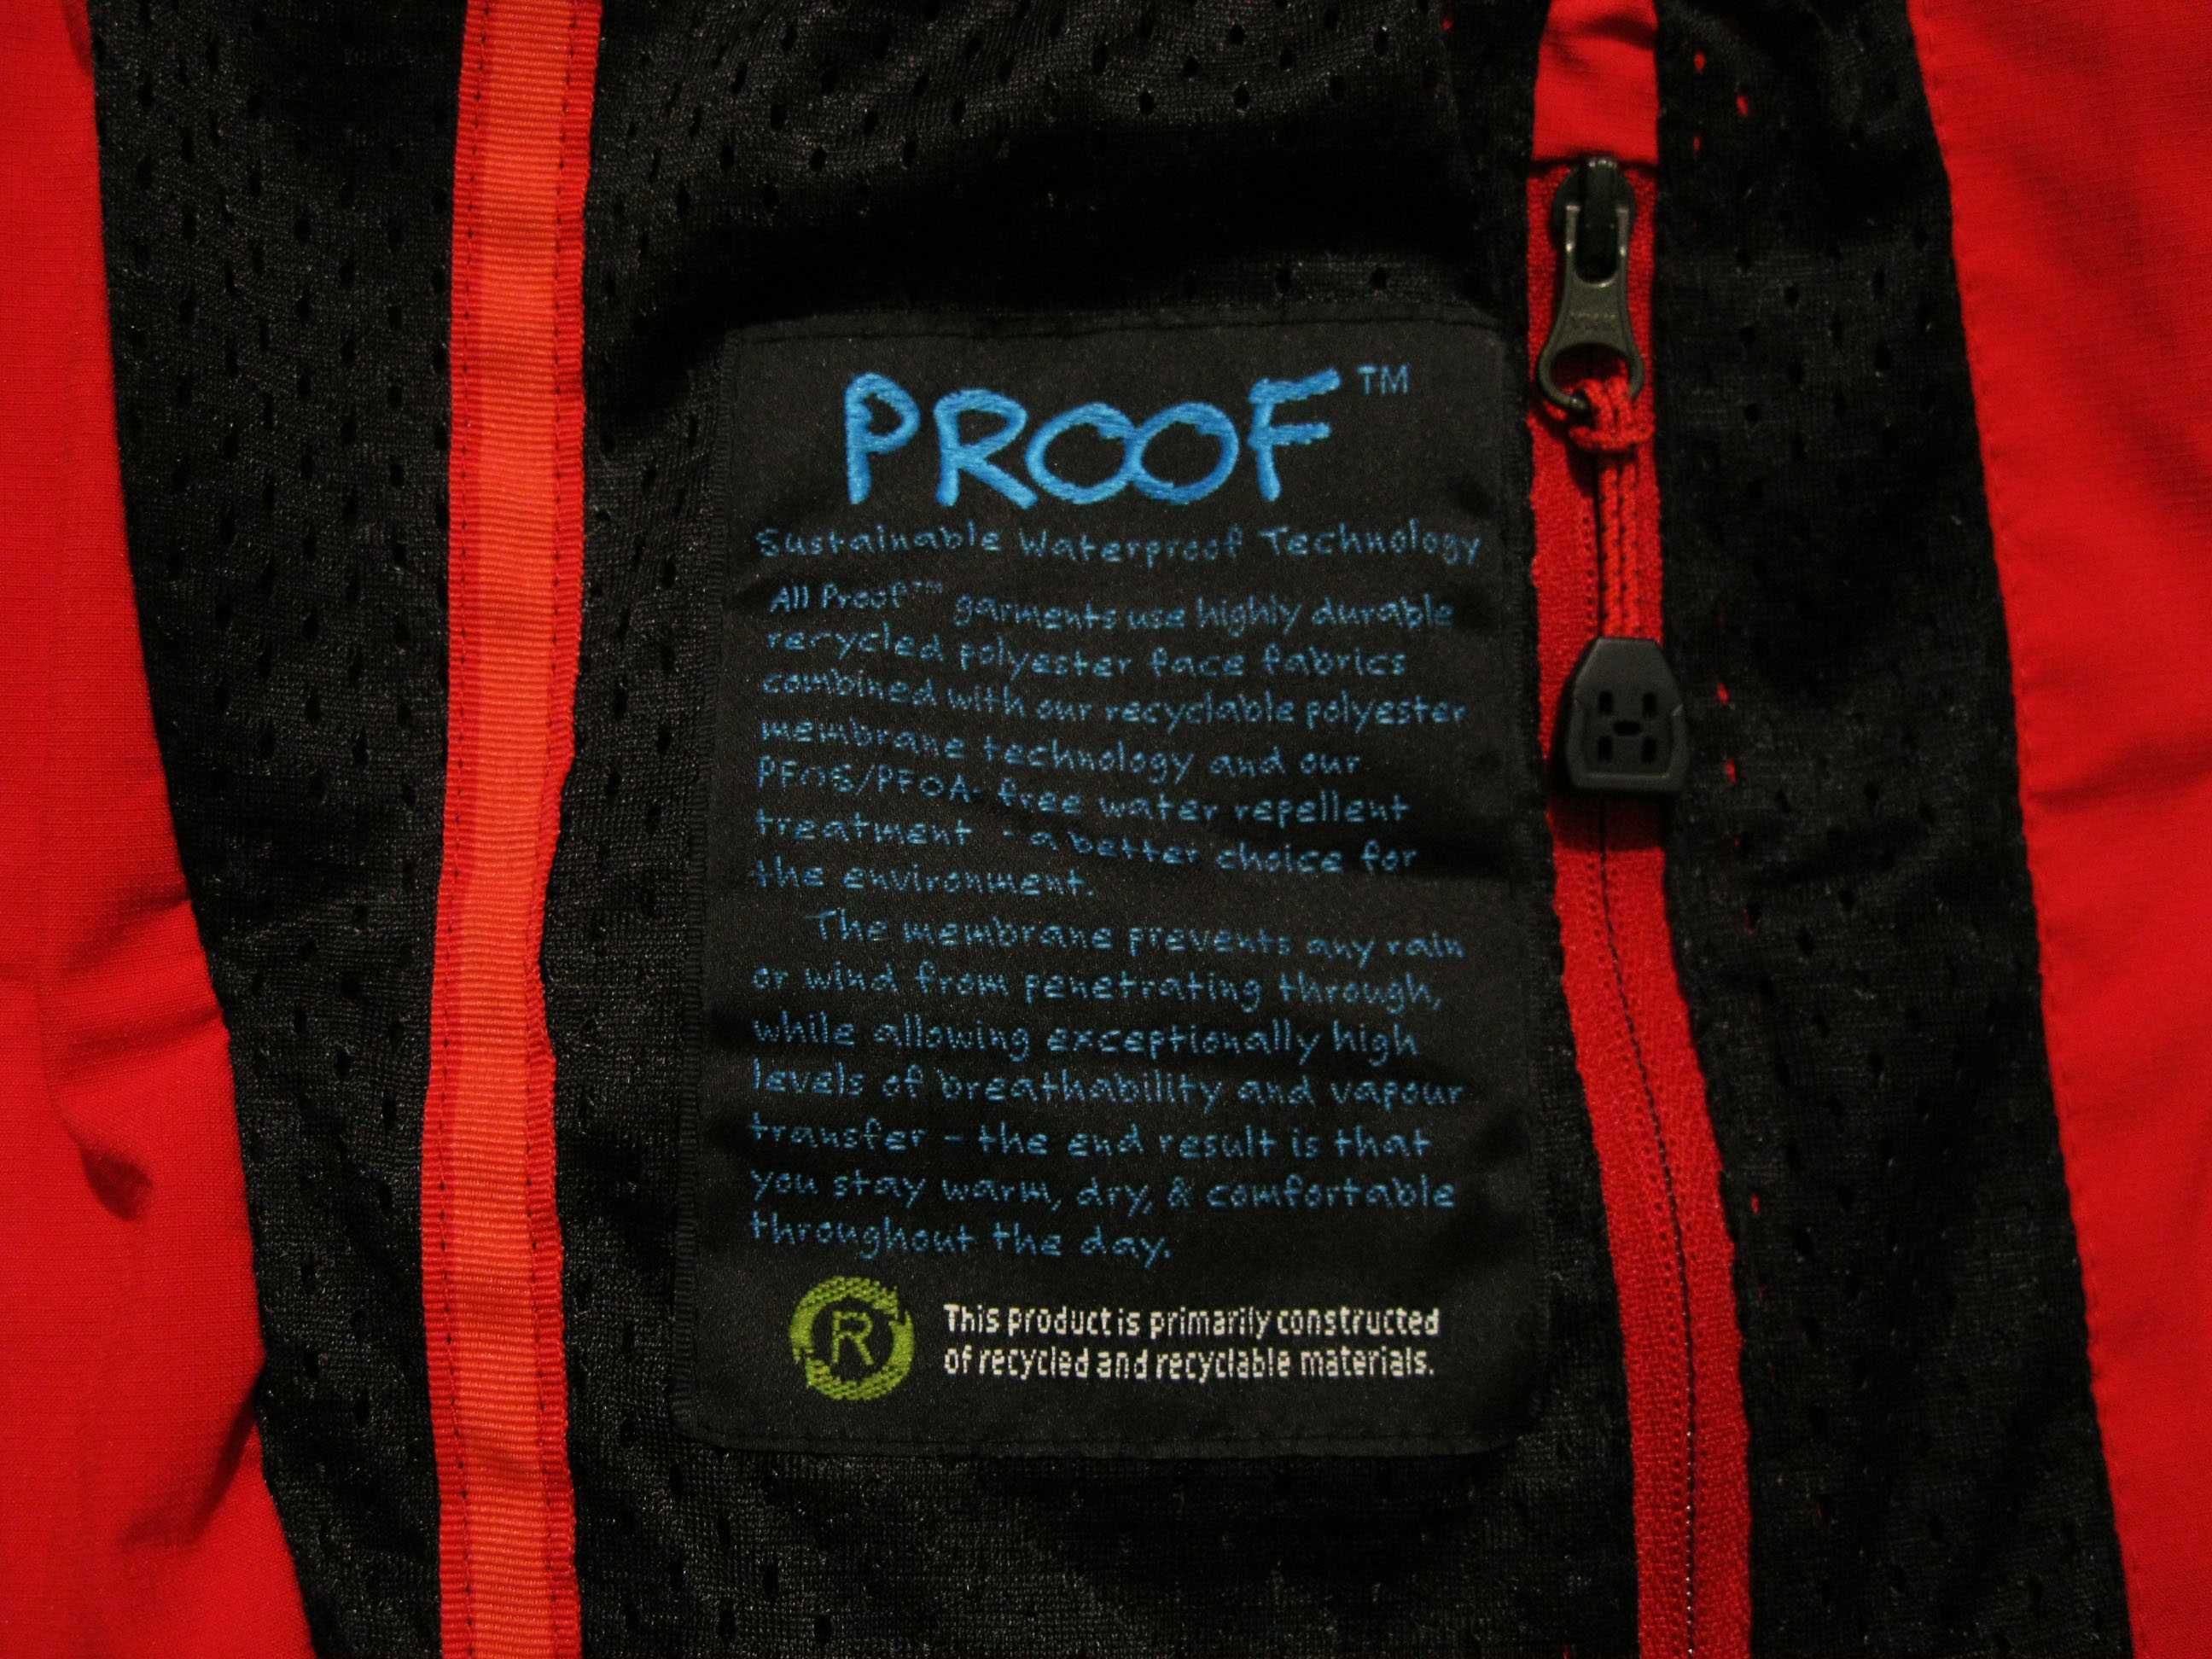 PROOF™
Sustainable Waterproof Technology
All Proof™ garments use highly durable
recycled polyester face fabrics
combined with our recyclable polyester
membrane technology and our
PFOS/PFOA-free water repellent
treatment - a better choice for
the environment.
The membrane prevents any rain
or wind from penetrating through,
while allowing exceptionally high
levels of breathability and vapour
transfer - the end result is that
you stay warm, dry, & comfortable
throughout the day.
R
This product is primarily constructed
of recycled and recyclable materials.